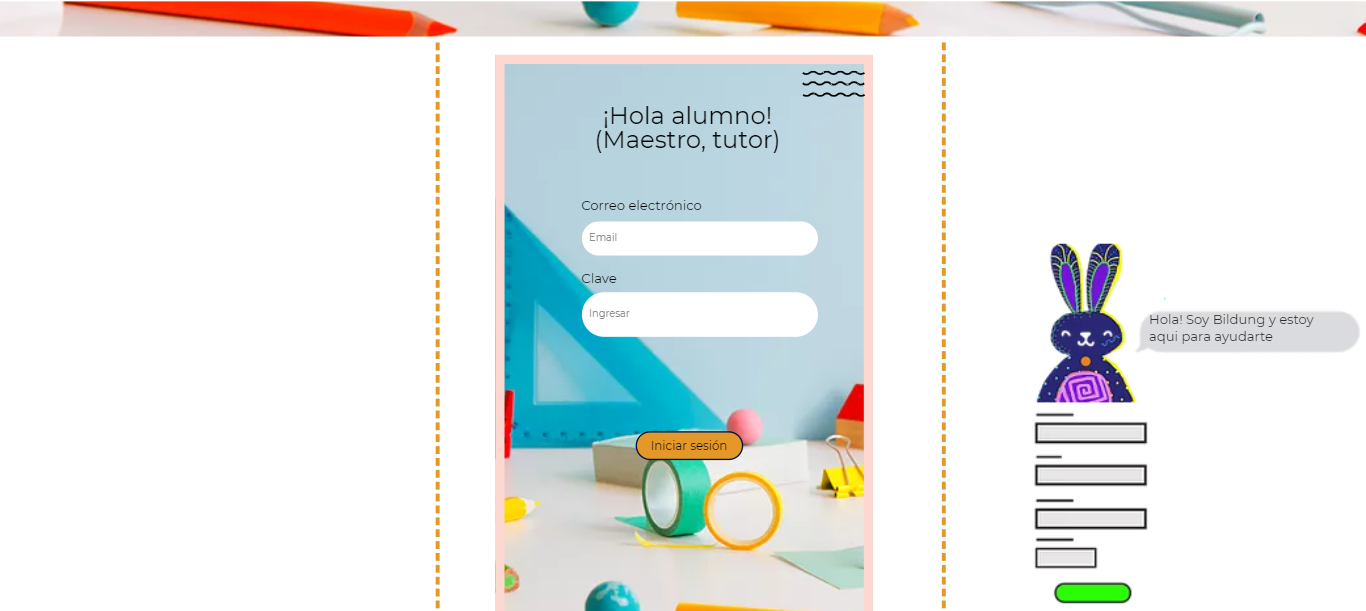 ¡Hola alumno!
(Maestro, tutor)
Correo electrónico
Email
Clave
Ingresar
Iniciar sesión
Hola! Soy Bildung y estoy
aqui para ayudarte